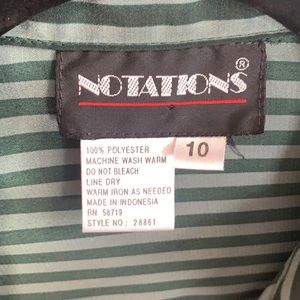 NOTATIONS®
10
100% POLYESTER
MACHINE WASH WARM
DO NOT BLEACH
LINE DRY
WARM IRON AS NEEDED
MADE IN INDONESIA
RN 58719
STYLE NO: 28861